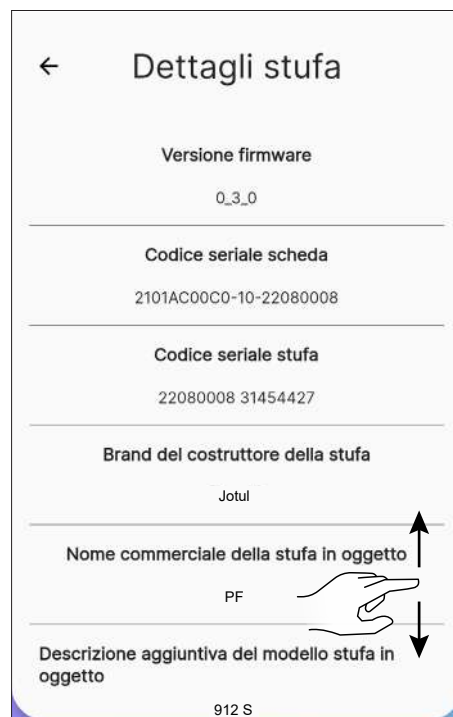 Dettagli stufa
Versione firmware
0_3_0
Codice seriale scheda
2101AC00C0-10-22080008
Codice seriale stufa
22080008 31454427
Brand del costruttore della stufa
Jotul
Nome commerciale della stufa in oggetto
PF
Descrizione aggiuntiva del modello stufa in
oggetto
912 S